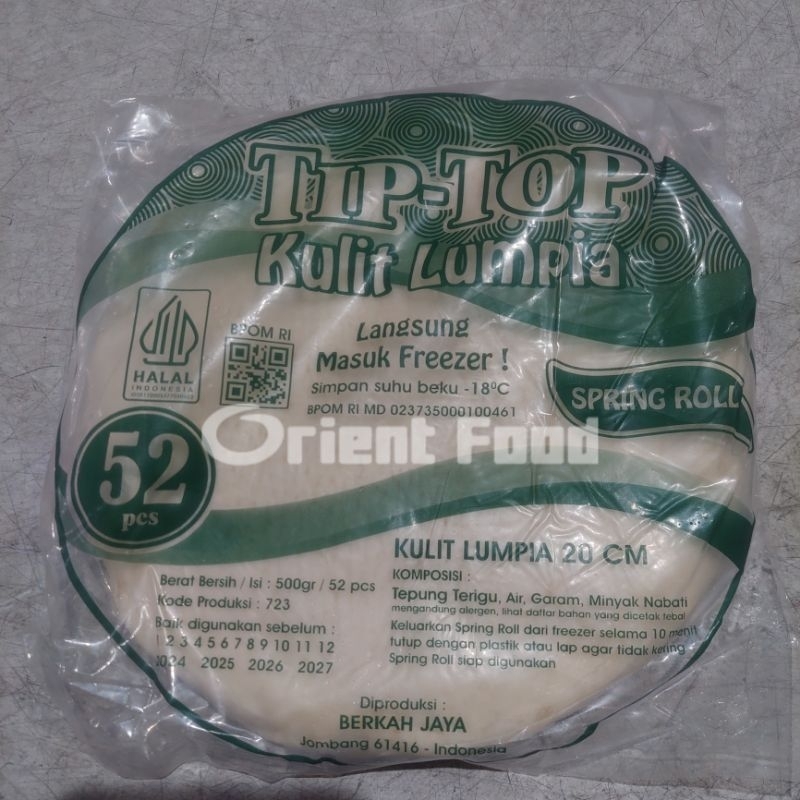 TIP-TOP
Kulit Lumpia
HALAL
INDONESIA
BPOM RI
Langsung
Masuk Freezer !
Simpan suhu beku -18°C
BPOM RI MD 023735000100461
SPRING ROLL
Orient Food
52
pcs
Berat Bersih / Isi : 500gr / 52 pcs
Kode Produksi : 723
Baik digunakan sebelum :
1 2 3 4 5 6 7 8 9 10 11 12
2024 2025 2026 2027
KULIT LUMPIA 20 CM
KOMPOSISI :
Tepung Terigu, Air, Garam, Minyak Nabati
mengandung alergen, lihat daftar bahan yang dicetak tebal
Keluarkan Spring Roll dari freezer selama 10 menit
tutup dengan plastik atau lap agar tidak kering
Spring Roll siap digunakan
Diproduksi :
BERKAH JAYA
Jombang 61416 - Indonesia